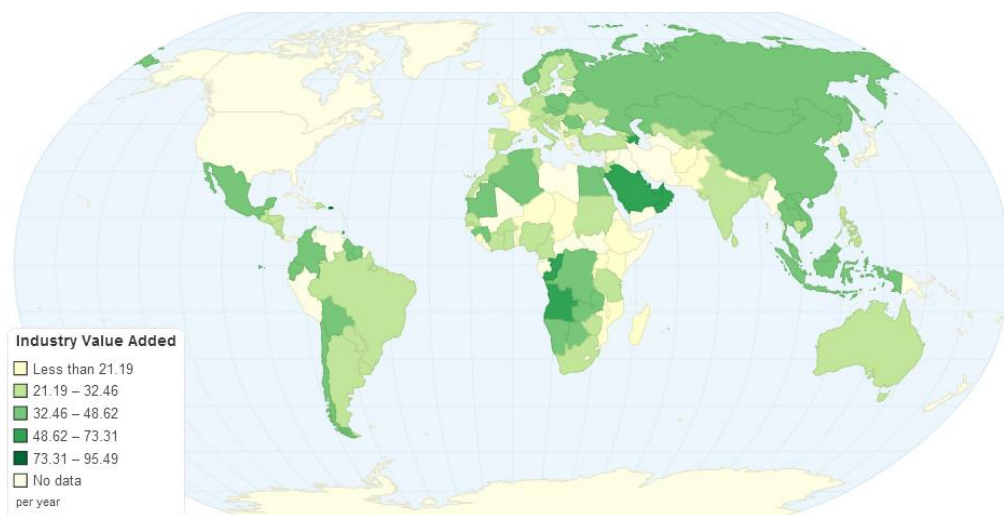 Industry Value Added
Less than 21.19
21.19 – 32.46
32.46 – 48.62
48.62 – 73.31
73.31 – 95.49
No data
per year